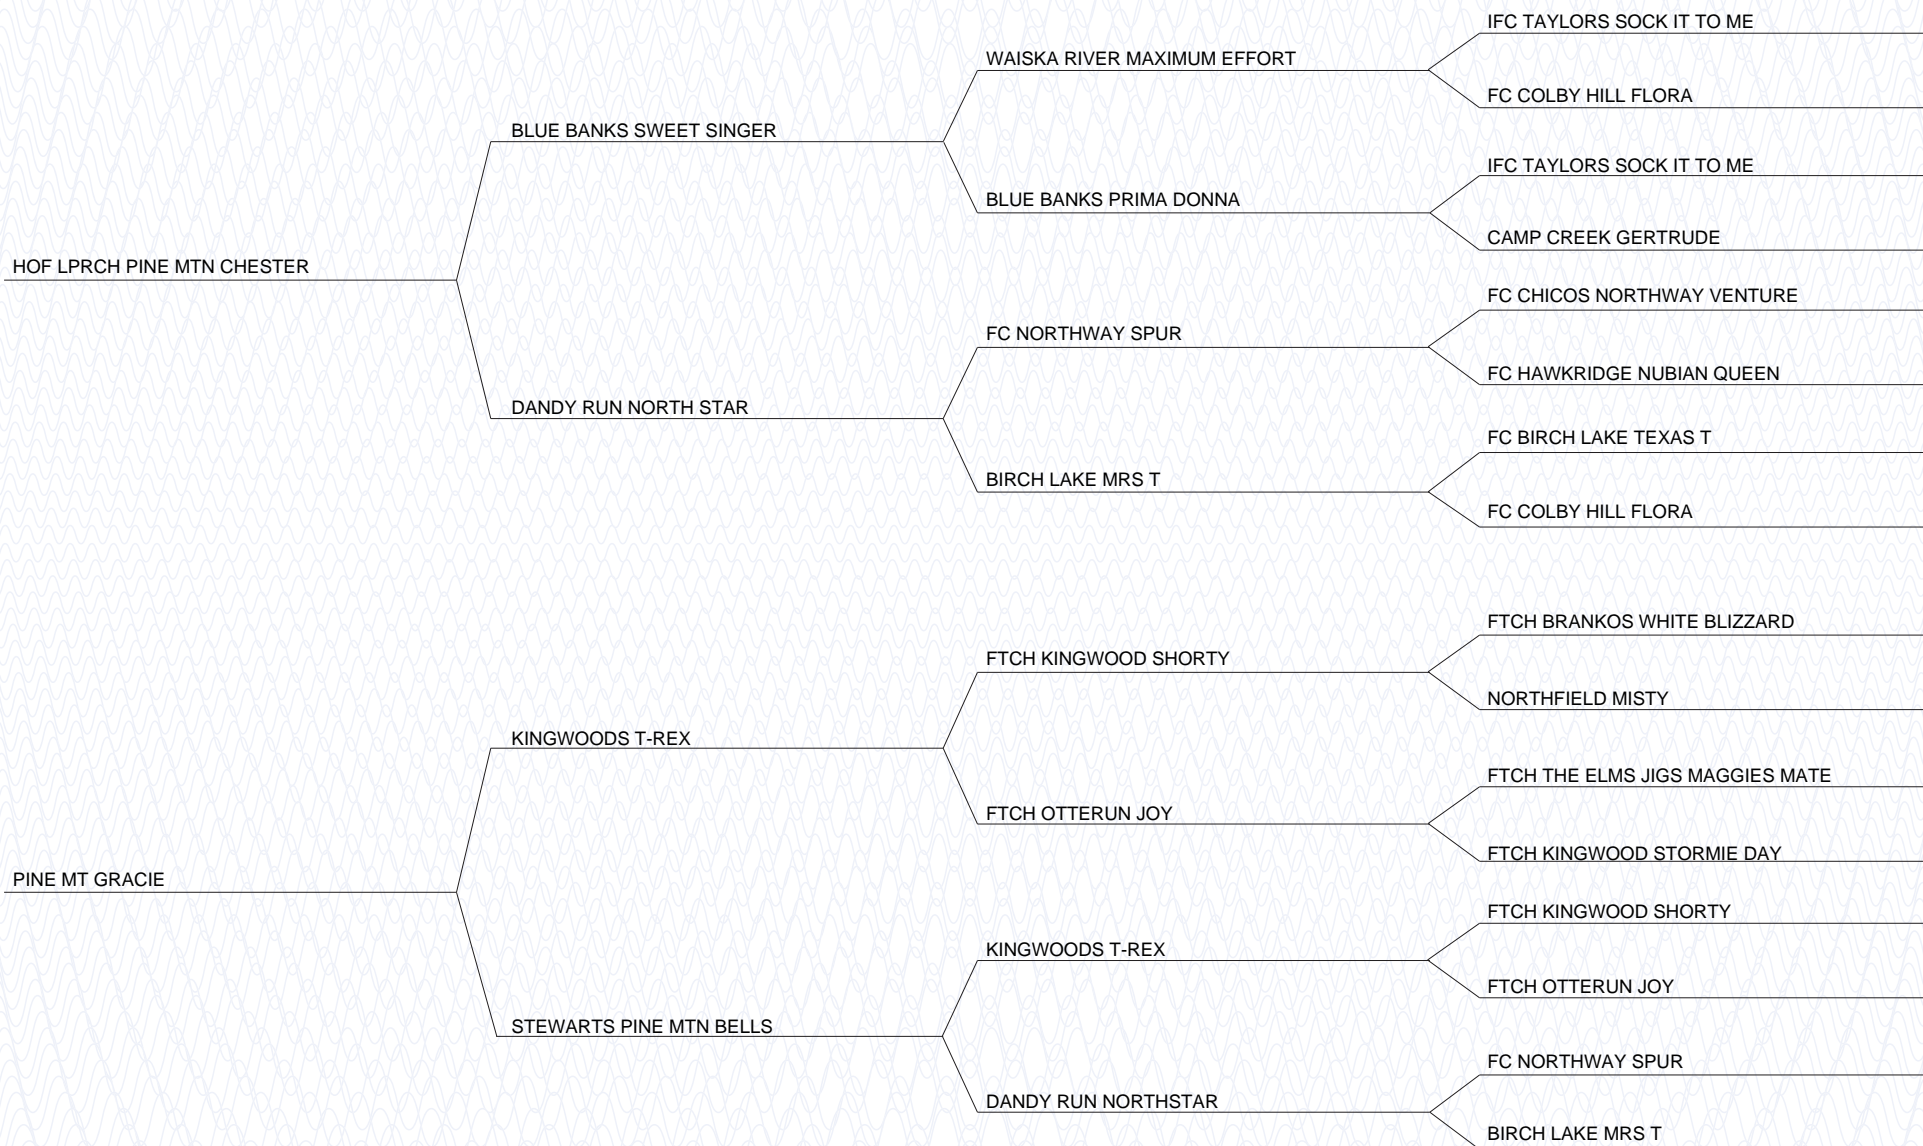 IFC TAYLORS SOCK IT TO ME
WAISKA RIVER MAXIMUM EFFORT
FC COLBY HILL FLORA
BLUE BANKS SWEET SINGER
IFC TAYLORS SOCK IT TO ME
BLUE BANKS PRIMA DONNA
CAMP CREEK GERTRUDE
HOF LPRCH PINE MTN CHESTER
FC CHICOS NORTHWAY VENTURE
FC NORTHWAY SPUR
FC HAWKRIDGE NUBIAN QUEEN
DANDY RUN NORTH STAR
FC BIRCH LAKE TEXAS T
BIRCH LAKE MRS T
FC COLBY HILL FLORA
FTCH BRANKOS WHITE BLIZZARD
FTCH KINGWOOD SHORTY
NORTHFIELD MISTY
KINGWOODS T-REX
FTCH THE ELMS JIGS MAGGIES MATE
FTCH OTTERUN JOY
FTCH KINGWOOD STORMIE DAY
PINE MT GRACIE
FTCH KINGWOOD SHORTY
KINGWOODS T-REX
FTCH OTTERUN JOY
STEWARTS PINE MTN BELLS
FC NORTHWAY SPUR
DANDY RUN NORTHSTAR
BIRCH LAKE MRS T